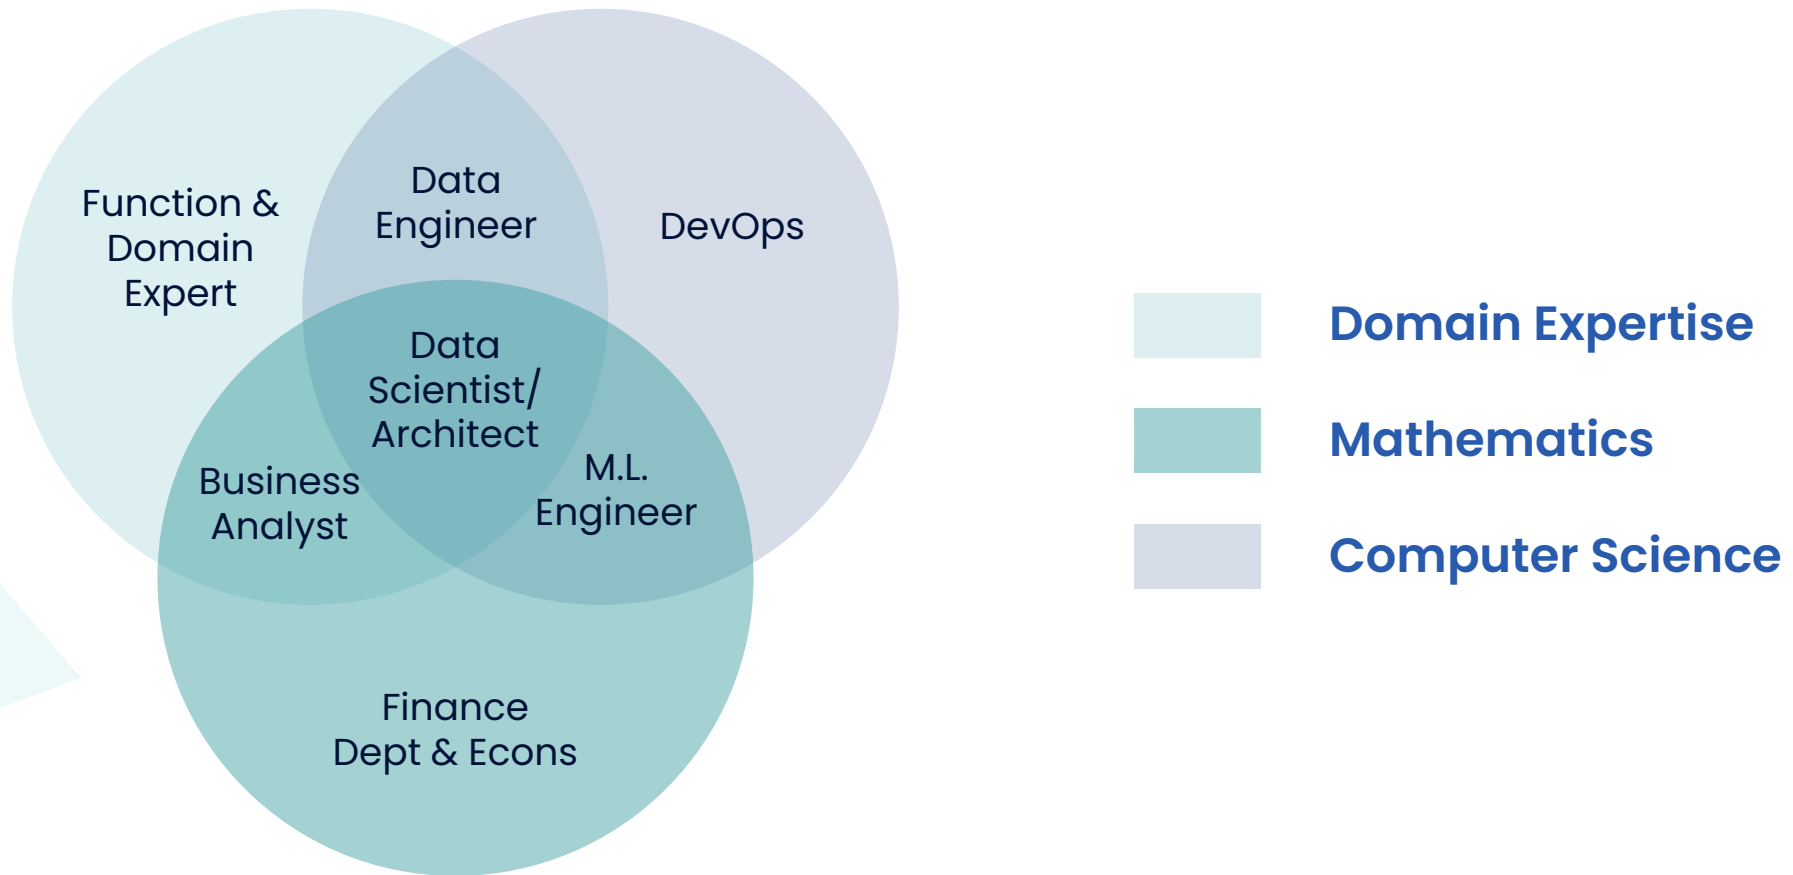 Function &
Domain
Expert
Data
Engineer
DevOps
Data
Scientist/
Architect
Business
Analyst
M.L.
Engineer
Finance
Dept & Econs
Domain Expertise
Mathematics
Computer Science